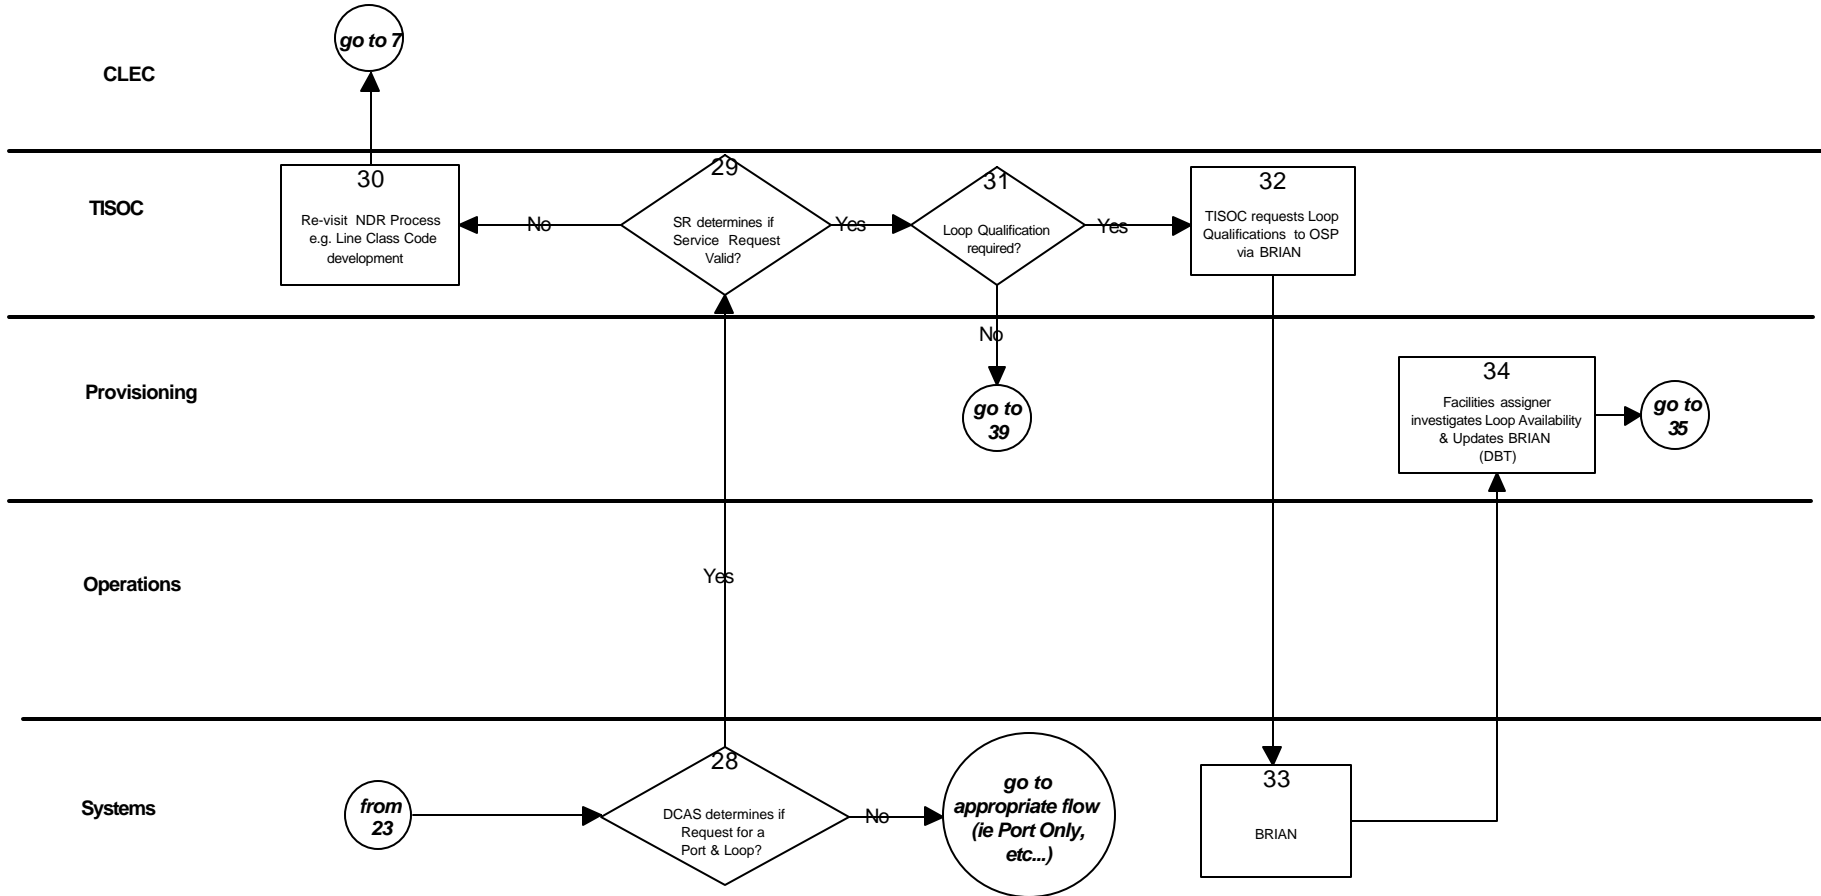 go to 7
CLEC
TISOC
30
Re-visit NDR Process
e.g. Line Class Code
development
No
29
SR determines if
Service Request
Valid?
Yes
31
Loop Qualification
required?
Yes
32
TISOC requests Loop
Qualifications to OSP
via BRIAN
No
Provisioning
go to
39
34
Facilities assigner
investigates Loop Availability
& Updates BRIAN
(DBT)
go to
35
Operations
Yes
Systems
from
23
28
DCAS determines if
Request for a
Port & Loop?
No
go to
appropriate flow
(ie Port Only,
etc...)
33
BRIAN